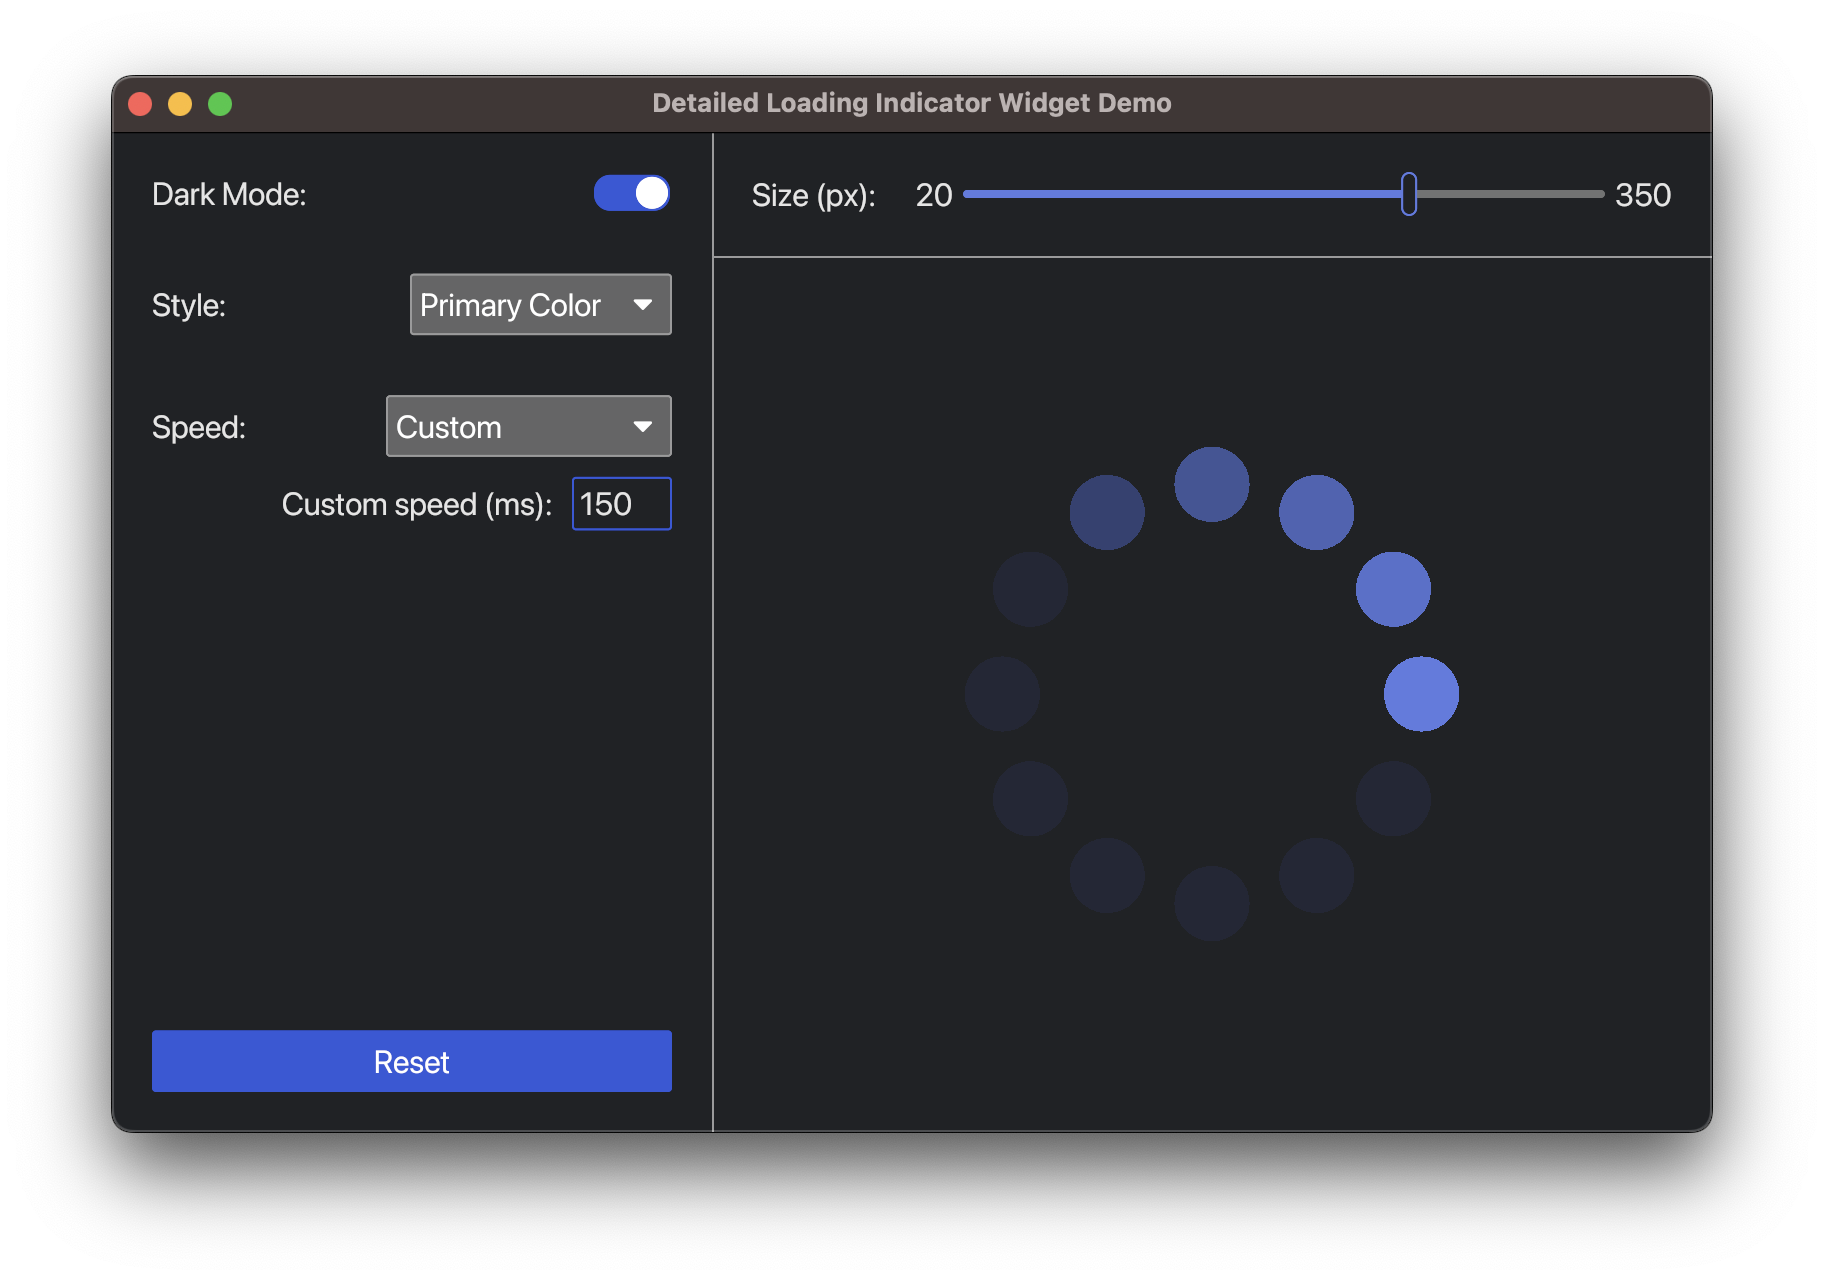 Detailed Loading Indicator Widget Demo
Dark Mode:
Style: Primary Color
Speed: Custom
Custom speed (ms): 150
Reset
Size (px): 20 350